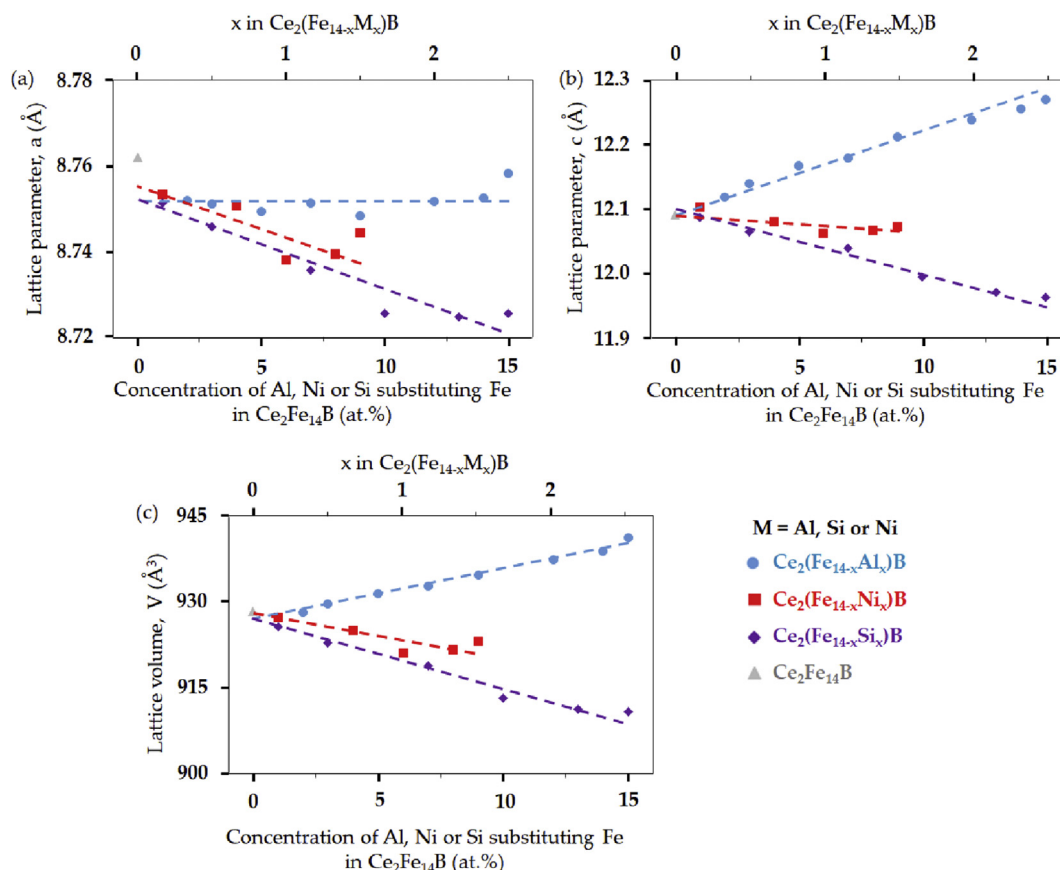 x in Ce₂(Fe₁₄₋ₓMₓ)B
0 1 2
(a)
8.78
8.76
8.74
8.72
Lattice parameter, a (Å)
0 5 10 15
Concentration of Al, Ni or Si substituting Fe
in Ce₂Fe₁₄B (at.%)
x in Ce₂(Fe₁₄₋ₓMₓ)B
0 1 2
(b)
12.3
12.2
12.1
12.0
11.9
Lattice parameter, c (Å)
0 5 10 15
Concentration of Al, Ni or Si substituting Fe
in Ce₂Fe₁₄B (at.%)
x in Ce₂(Fe₁₄₋ₓMₓ)B
0 1 2
(c)
945
930
915
900
Lattice volume, V (Å³)
0 5 10 15
Concentration of Al, Ni or Si substituting Fe
in Ce₂Fe₁₄B (at.%)
M = Al, Si or Ni
Ce₂(Fe₁₄₋ₓAlₓ)B
Ce₂(Fe₁₄₋ₓNiₓ)B
Ce₂(Fe₁₄₋ₓSiₓ)B
Ce₂Fe₁₄B